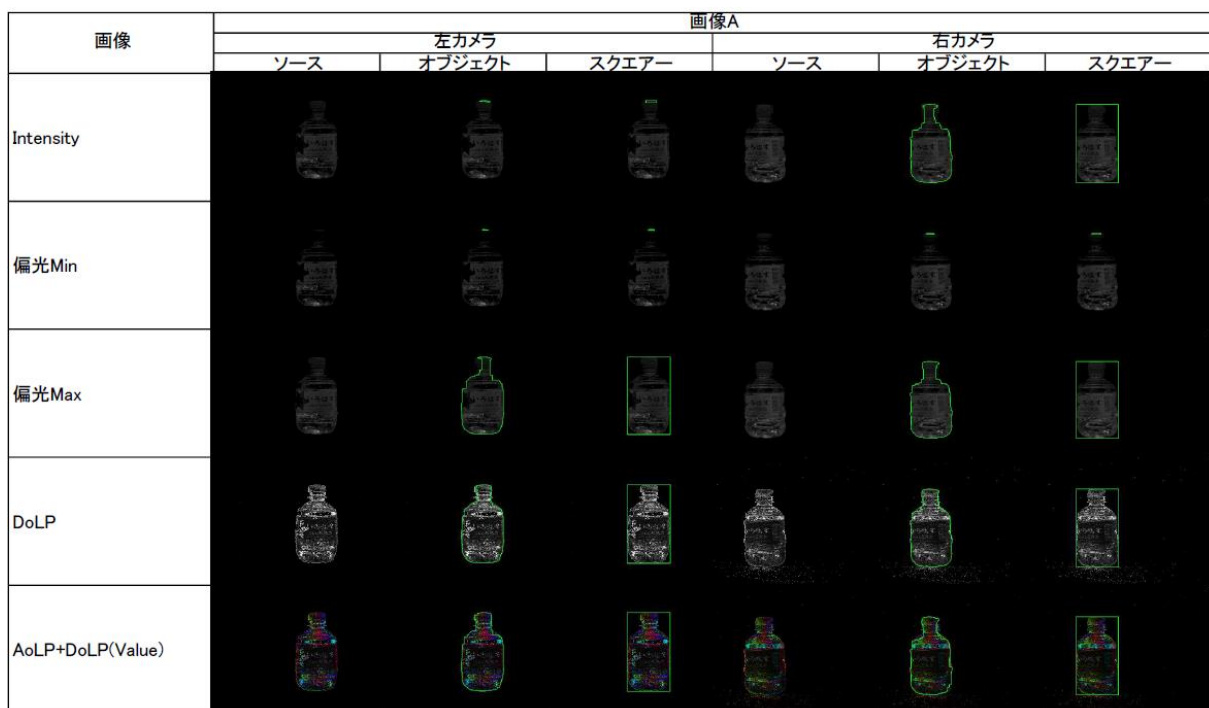 画像
画像A
左カメラ
右カメラ
ソース
オブジェクト
スクエアー
ソース
オブジェクト
スクエアー
Intensity
偏光Min
偏光Max
DoLP
AoLP+DoLP(Value)